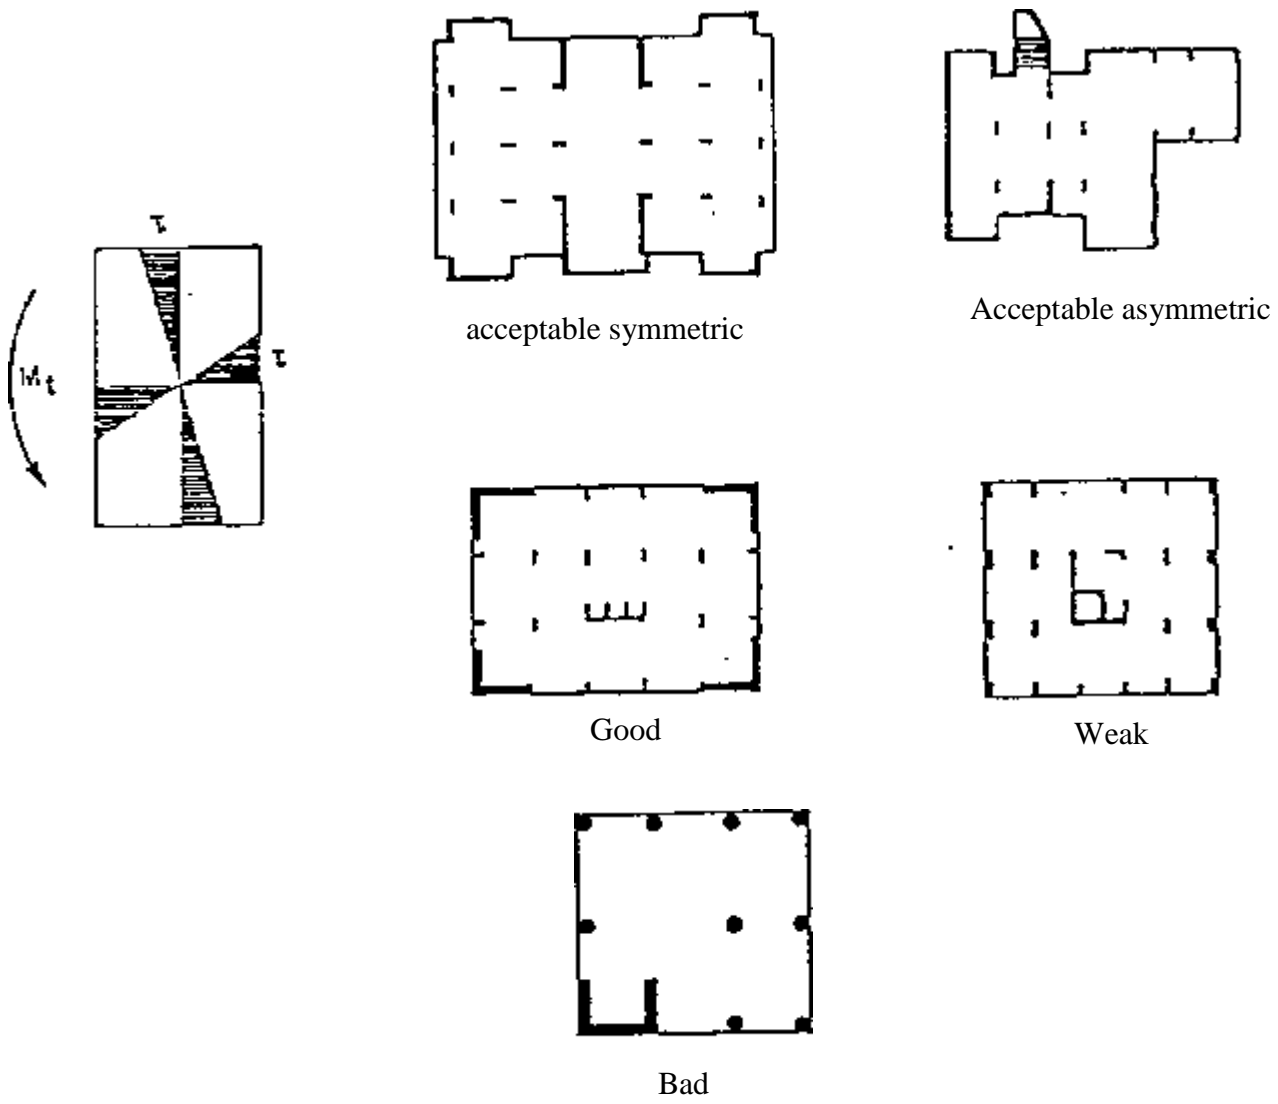 τ
τ
Mt
acceptable symmetric
Acceptable asymmetric
Good
Weak
Bad